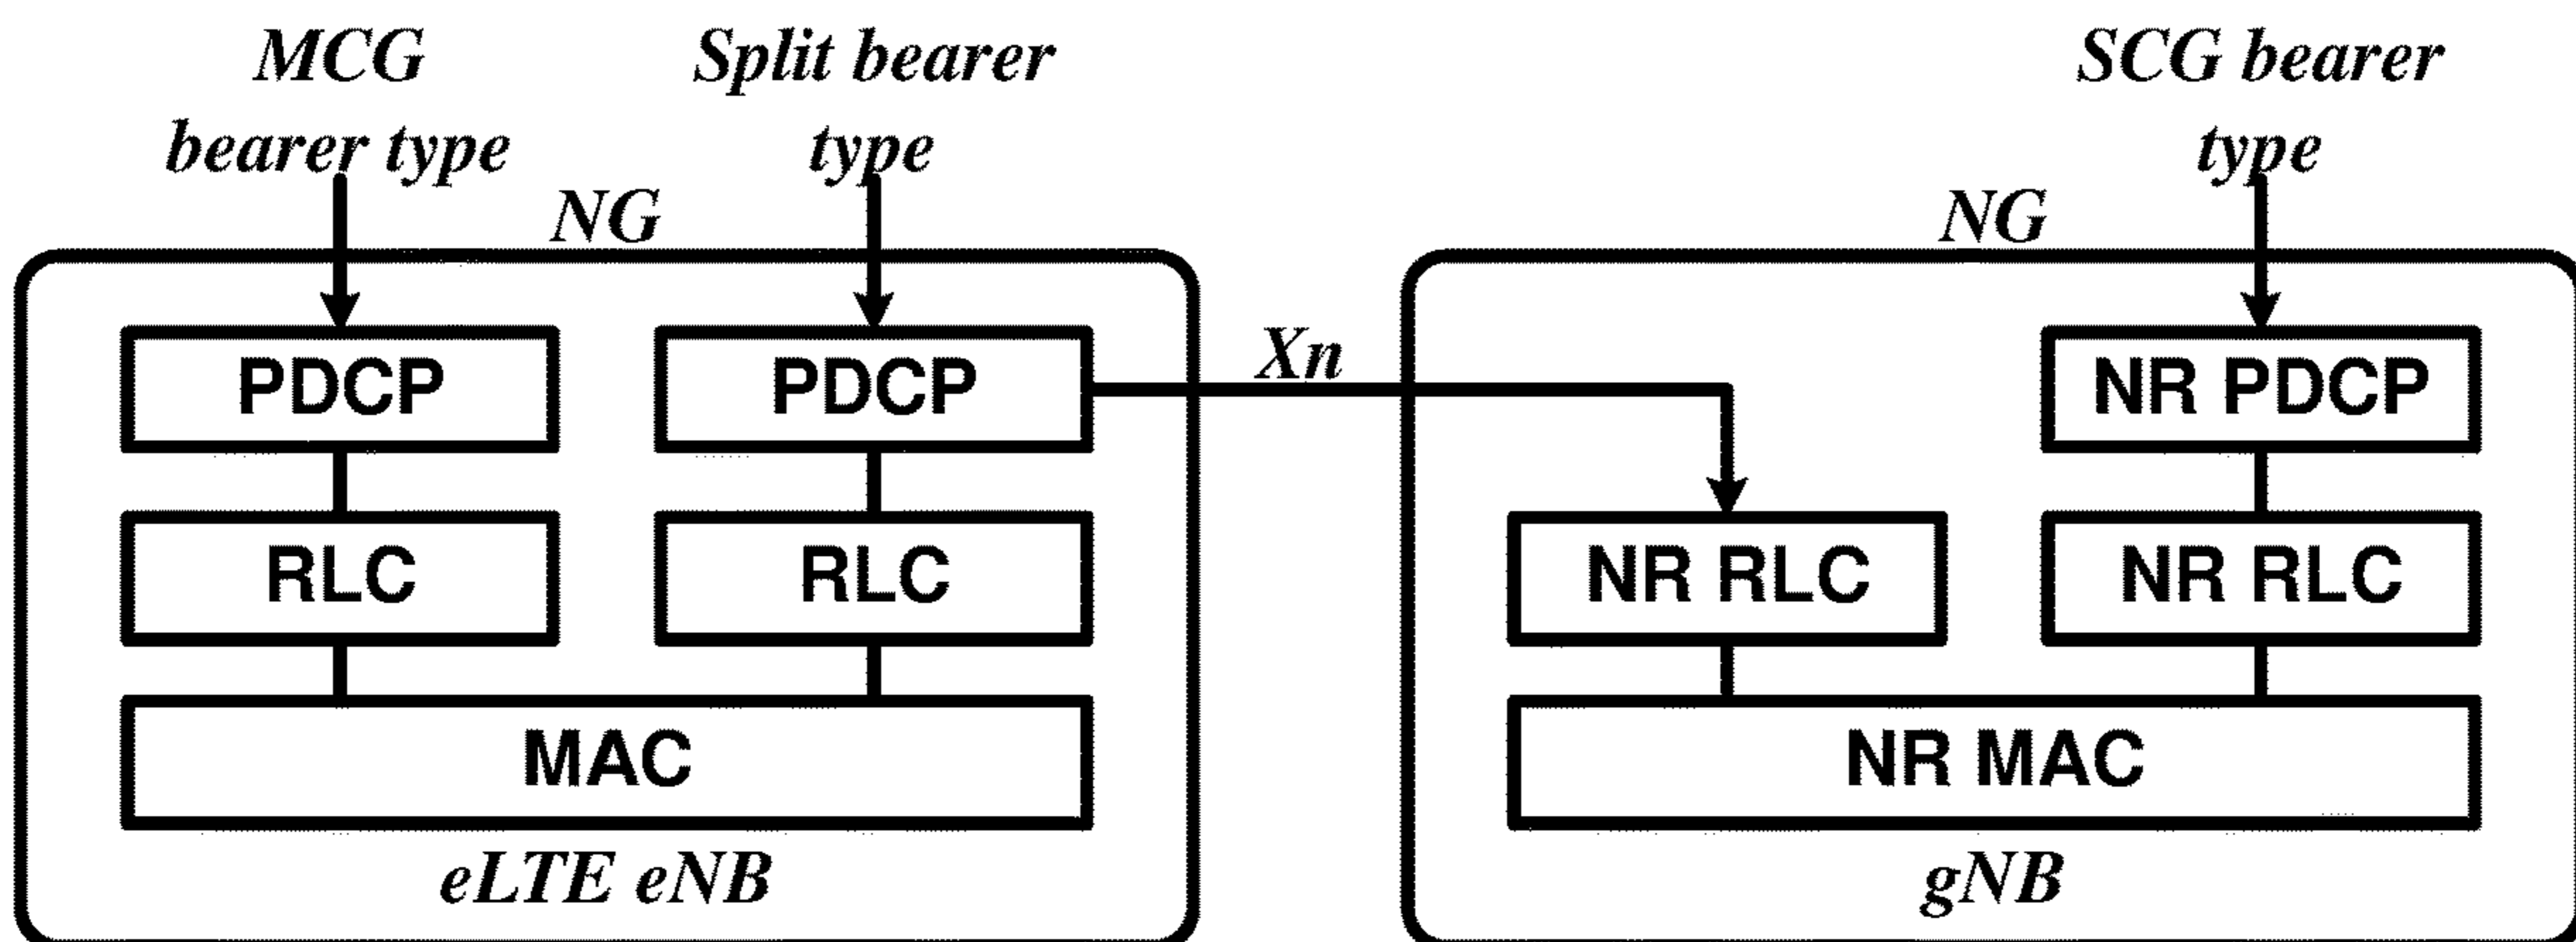 MCG
bearer type
Split bearer
type
SCG bearer
type
NG
NG
Xn
PDCP
PDCP
NR PDCP
RLC
RLC
NR RLC
NR RLC
MAC
NR MAC
eLTE eNB
gNB